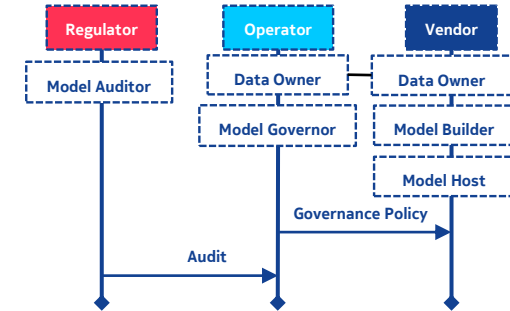 Regulator
Operator
Vendor
Model Auditor
Data Owner
Data Owner
Model Governor
Model Builder
Model Host
Governance Policy
Audit